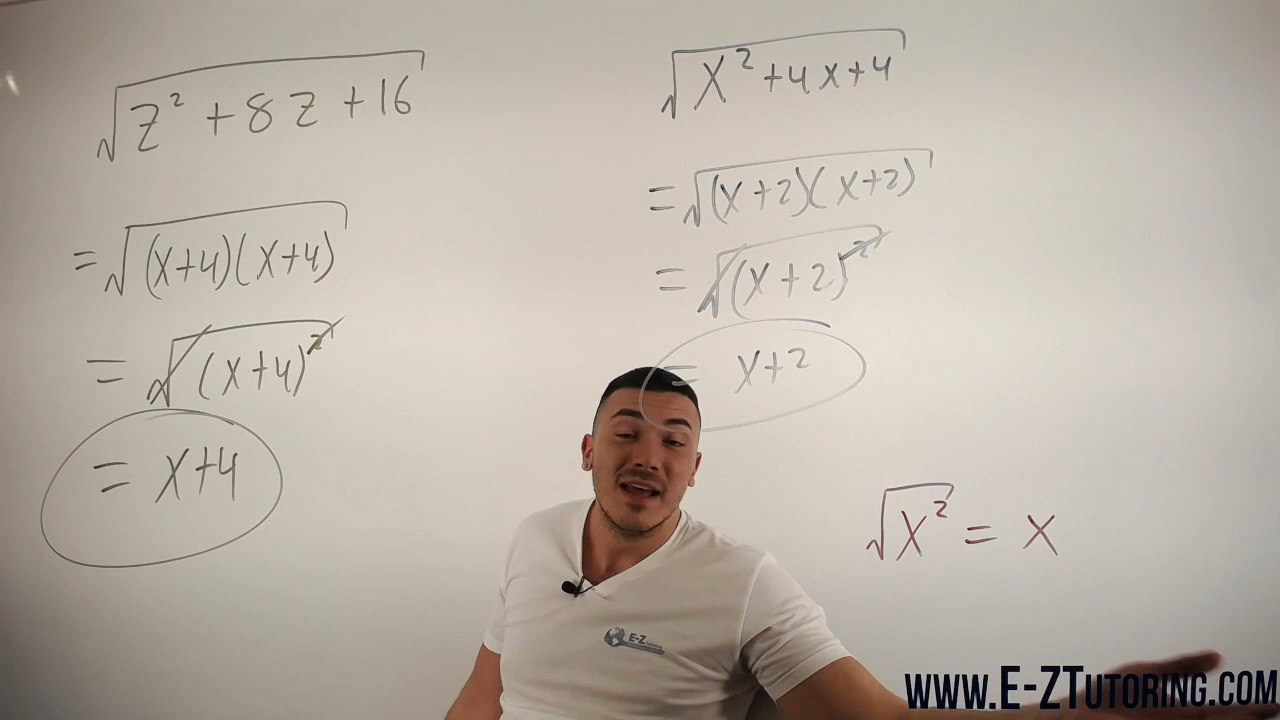 √(z² + 8z + 16)
= √((x+4)(x+4))
= √((x+4)²)
= x+4
√(x² + 4x + 4)
= √((x+2)(x+2))
= √((x+2)²)
= x+2
√(x²) = x
E-Z Tutoring
WWW.E-ZTUTORING.COM